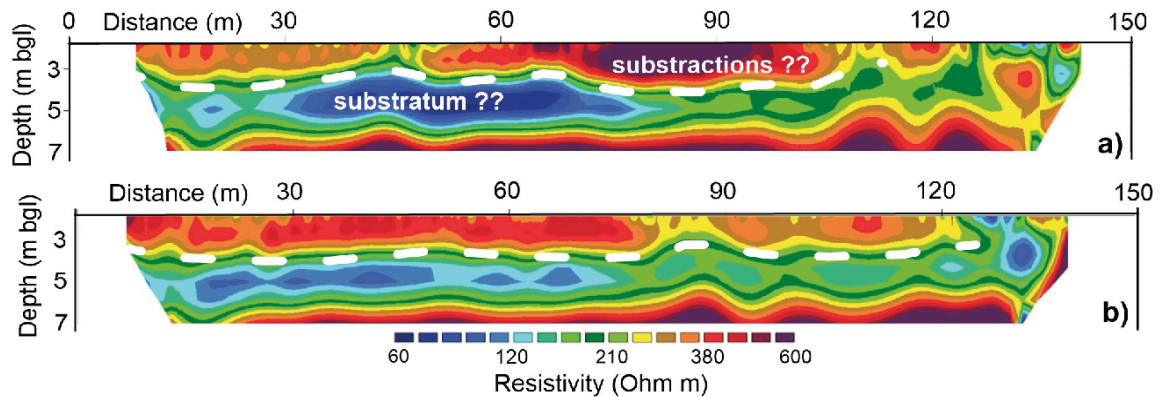 0 Distance (m) 30 60 90 120 150
Depth (m bgl)
3
5
7
substractions ??
substratum ??
a)
Distance (m) 30 60 90 120 150
Depth (m bgl)
3
5
7
b)
60 120 210 380 600
Resistivity (Ohm m)